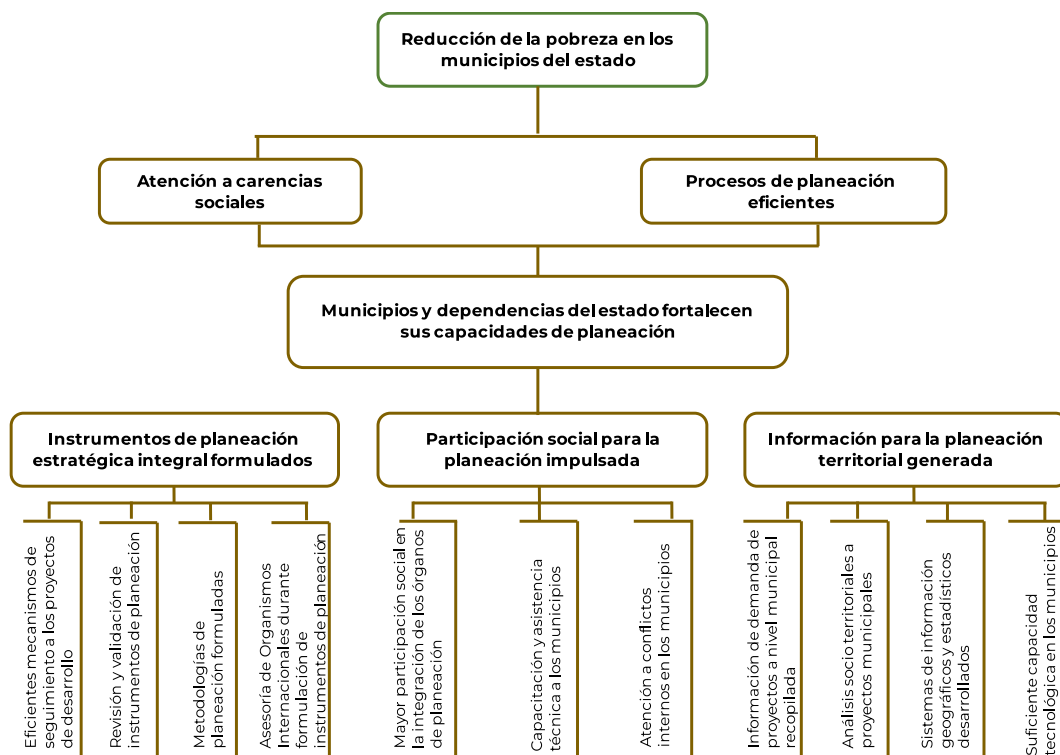 Reducción de la pobreza en los
municipios del estado
Atención a carencias
sociales
Procesos de planeación
eficientes
Municipios y dependencias del estado fortalecen
sus capacidades de planeación
Instrumentos de planeación
estratégica integral formulados
Participación social para la
planeación impulsada
Información para la planeación
territorial generada
Eficientes mecanismos de
seguimiento a los proyectos
de desarrollo
Revisión y validación de
instrumentos de planeación
Metodologías de
planeación formuladas
Asesoría de Organismos
Internacionales durante
formulación de
instrumentos de planeación
Mayor participación social en
la integración de los órganos
de planeación
Capacitación y asistencia
técnica a los municipios
Atención a conflictos
internos en los municipios
Información de demanda de
proyectos a nivel municipal
recopilada
Análisis socio territoriales a
proyectos municipales
Sistemas de información
geográficos y estadísticos
desarrollados
Suficiente capacidad
tecnológica en los municipios